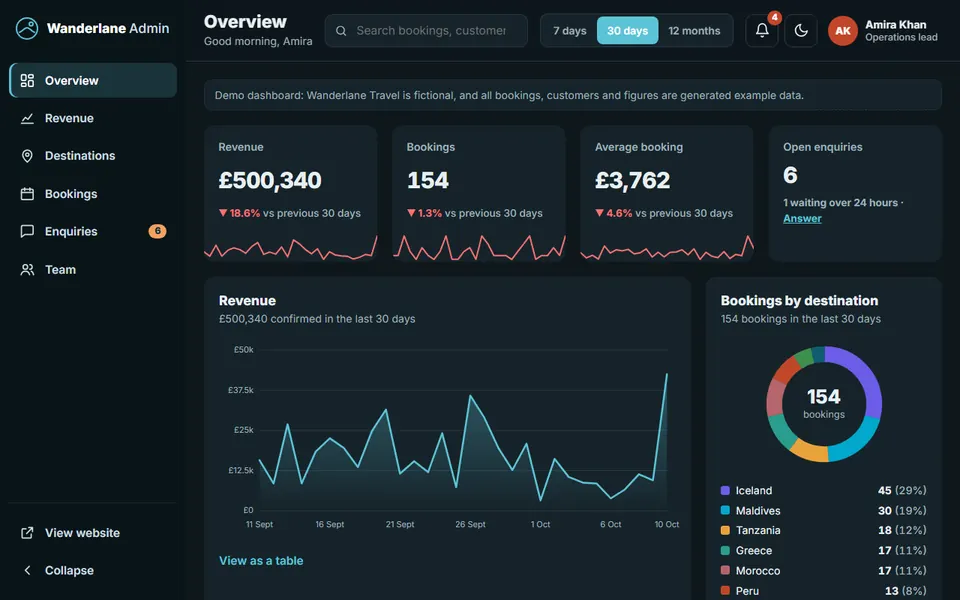 Wanderlane Admin
Overview
Revenue
Destinations
Bookings
Enquiries 6
Team
View website
Collapse
Overview
Good morning, Amira
Search bookings, customer
7 days 30 days 12 months
4
AK
Amira Khan
Operations lead
Demo dashboard: Wanderlane Travel is fictional, and all bookings, customers and figures are generated example data.
Revenue
£500,340
▼18.6% vs previous 30 days
Bookings
154
▼1.3% vs previous 30 days
Average booking
£3,762
▼4.6% vs previous 30 days
Open enquiries
6
1 waiting over 24 hours ·
Answer
Revenue
£500,340 confirmed in the last 30 days
£50k
£37.5k
£25k
£12.5k
£0
11 Sept 16 Sept 21 Sept 26 Sept 1 Oct 6 Oct 10 Oct
View as a table
Bookings by destination
154 bookings in the last 30 days
154
bookings
Iceland 45 (29%)
Maldives 30 (19%)
Tanzania 18 (12%)
Greece 17 (11%)
Morocco 17 (11%)
Peru 13 (8%)